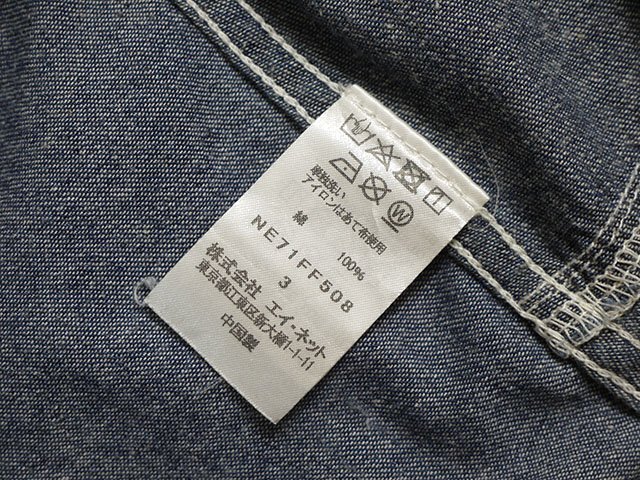 単独洗い
アイロンはあて布使用
綿 100%
NE71FF508
3
株式会社 エイ・ネット
東京都江東区新大橋1-1-11
中国製